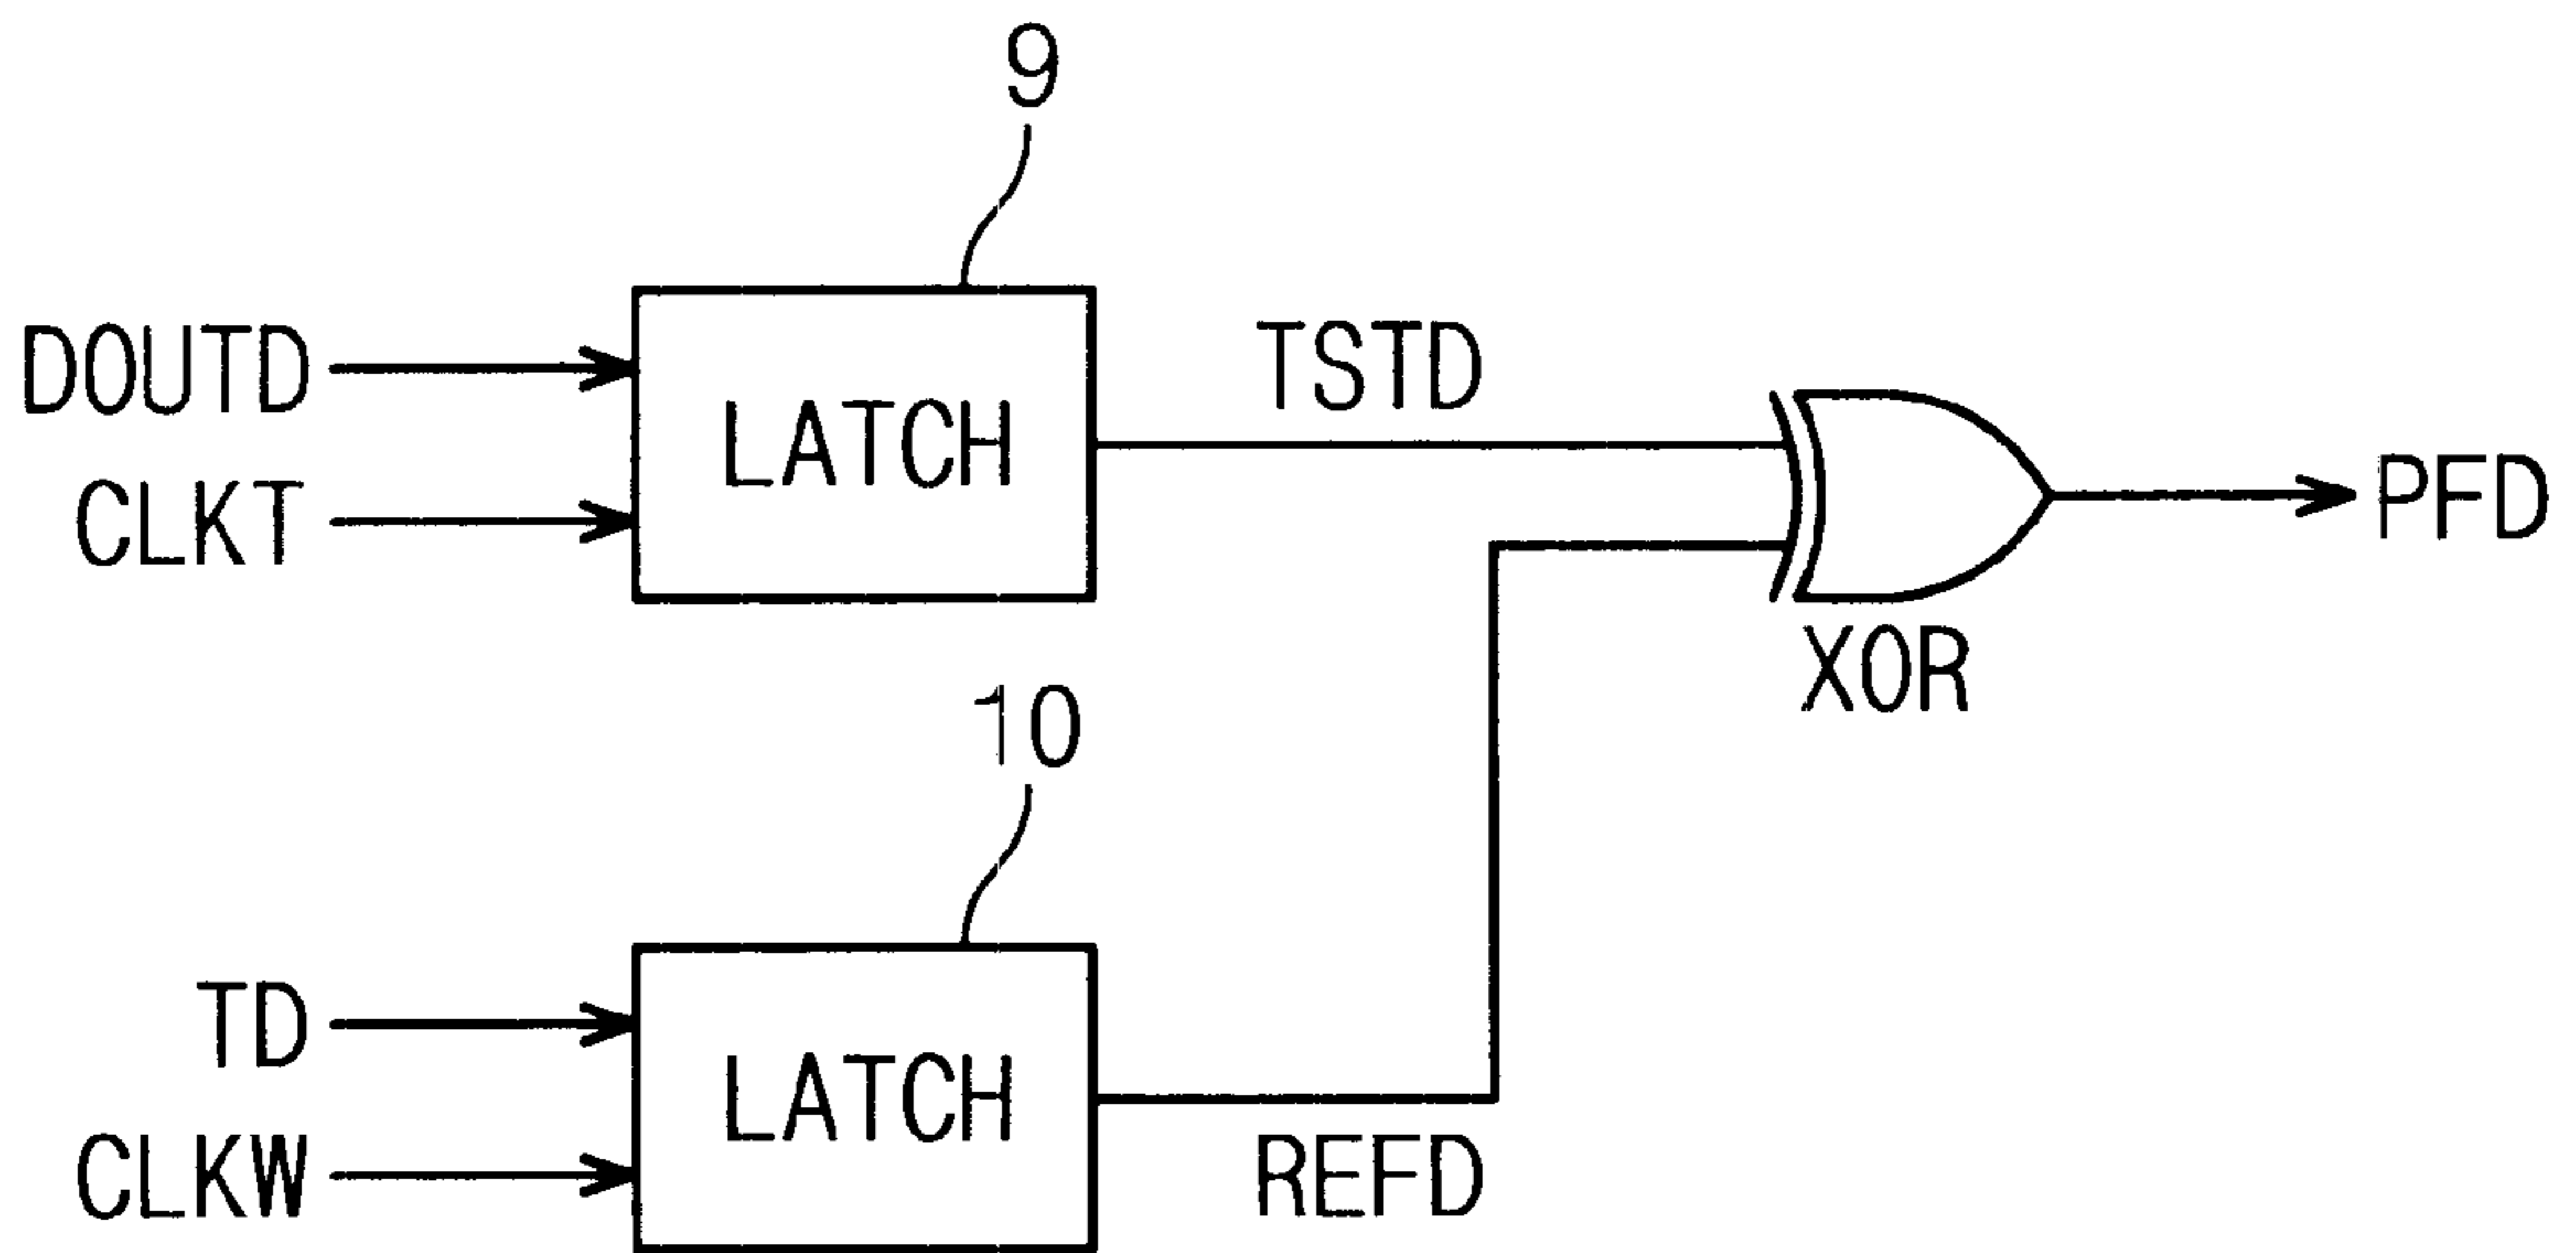 9
DOUTD
CLKT
LATCH
TSTD
PFD
XOR
10
TD
CLKW
LATCH
REFD